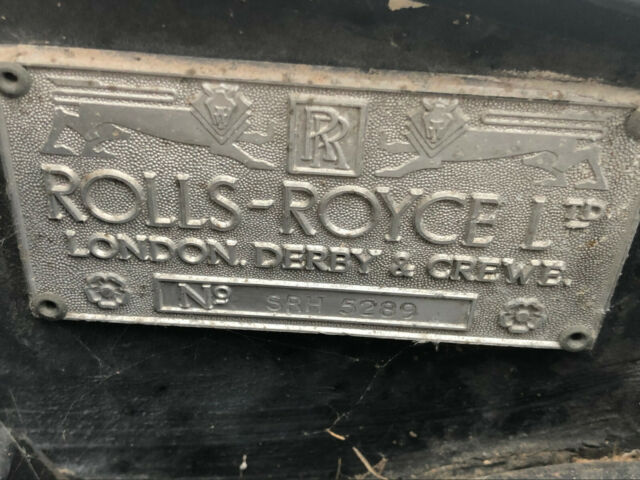 RR
ROLLS-ROYCE LTD
LONDON. DERBY & CREWE.
No SRH 5289